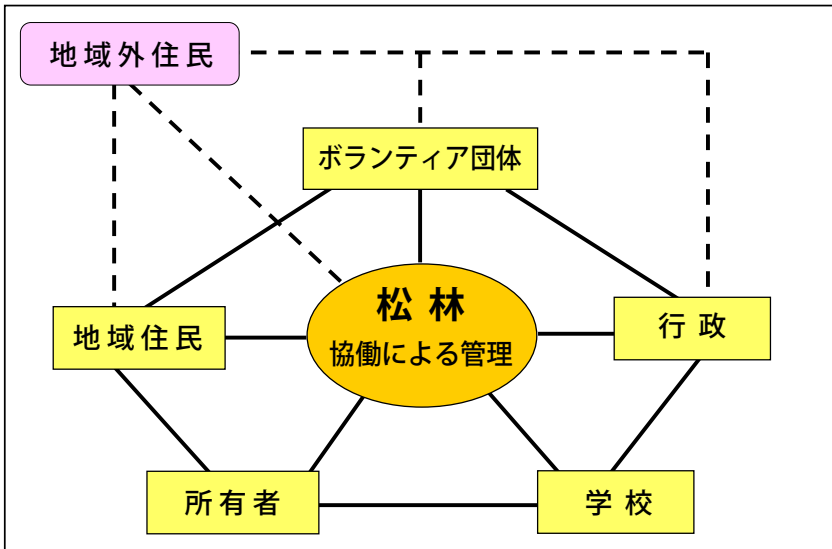 地域外住民
ボランティア団体
松林
協働による管理
地域住民
行政
所有者
学校